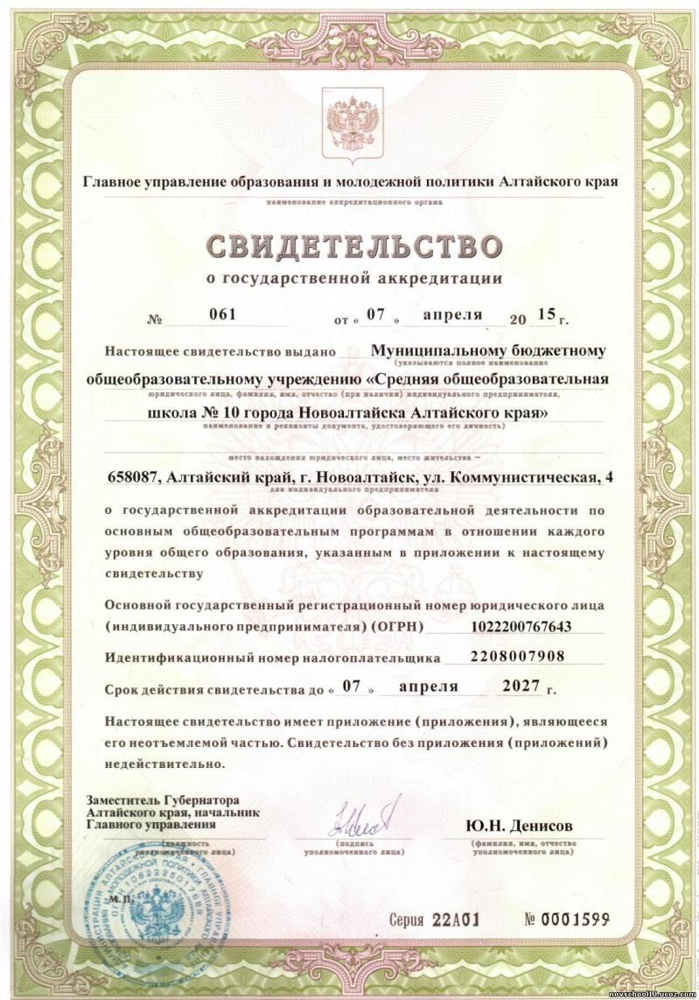 Главное управление образования и молодежной политики Алтайского края
наименование аккредитационного органа
СВИДЕТЕЛЬСТВО
о государственной аккредитации
№ 061 от « 07 » апреля 20 15 г.
Настоящее свидетельство выдано Муниципальному бюджетному
(указываются полное наименование
общеобразовательному учреждению «Средняя общеобразовательная
юридического лица, фамилия, имя, отчество (при наличии) индивидуального предпринимателя,
школа № 10 города Новоалтайска Алтайского края»
наименование и реквизиты документа, удостоверяющего его личность)
место нахождения юридического лица, место жительства –
658087, Алтайский край, г. Новоалтайск, ул. Коммунистическая, 4
для индивидуального предпринимателя
о государственной аккредитации образовательной деятельности по
основным общеобразовательным программам в отношении каждого
уровня общего образования, указанным в приложении к настоящему
свидетельству
Основной государственный регистрационный номер юридического лица
(индивидуального предпринимателя) (ОГРН) 1022200767643
Идентификационный номер налогоплательщика 2208007908
Срок действия свидетельства до « 07 » апреля 2027 г.
Настоящее свидетельство имеет приложение (приложения), являющееся
его неотъемлемой частью. Свидетельство без приложения (приложений)
недействительно.
Заместитель Губернатора
Алтайского края, начальник
Главного управления
Ю.Н. Денисов
(должность
уполномоченного лица)
(подпись
уполномоченного лица)
(фамилия, имя, отчество
уполномоченного лица)
М.П.
Серия 22А01 № 0001599
novschool10.ucoz.com